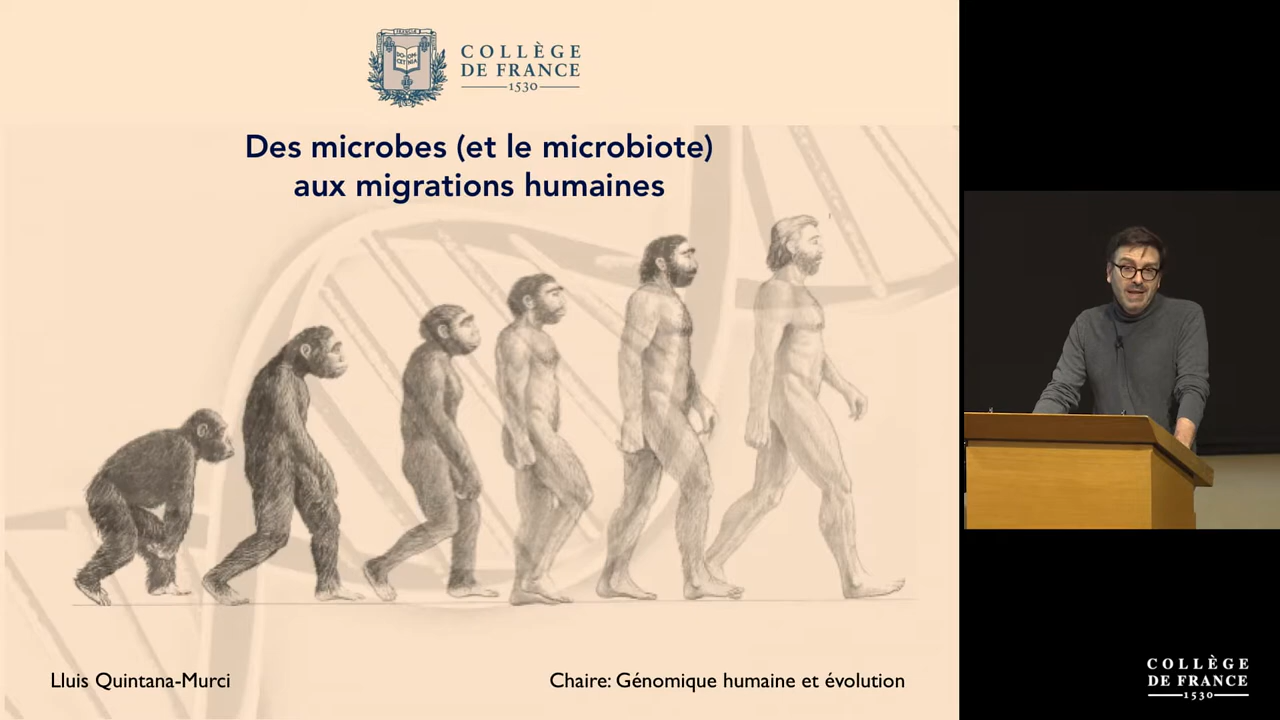 COLLÈGE
DE FRANCE
1530
Des microbes (et le microbiote)
aux migrations humaines
Lluis Quintana-Murci
Chaire: Génomique humaine et évolution
COLLÈGE
DE FRANCE
1530